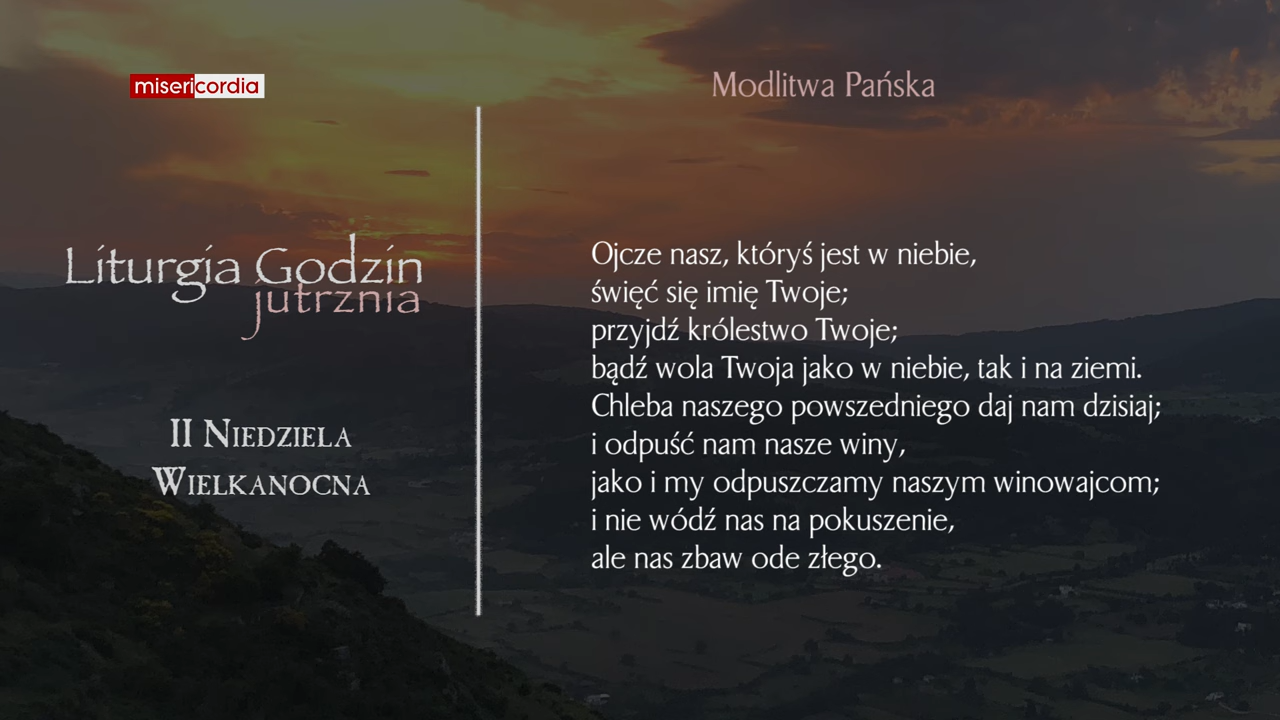 misericordia
Liturgia Godzin
jutrznia
II Niedziela
Wielkanocna
Modlitwa Pańska
Ojcze nasz, któryś jest w niebie,
święć się imię Twoje;
przyjdź królestwo Twoje;
bądź wola Twoja jako w niebie, tak i na ziemi.
Chleba naszego powszedniego daj nam dzisiaj;
i odpuść nam nasze winy,
jako i my odpuszczamy naszym winowajcom;
i nie wódź nas na pokuszenie,
ale nas zbaw ode złego.